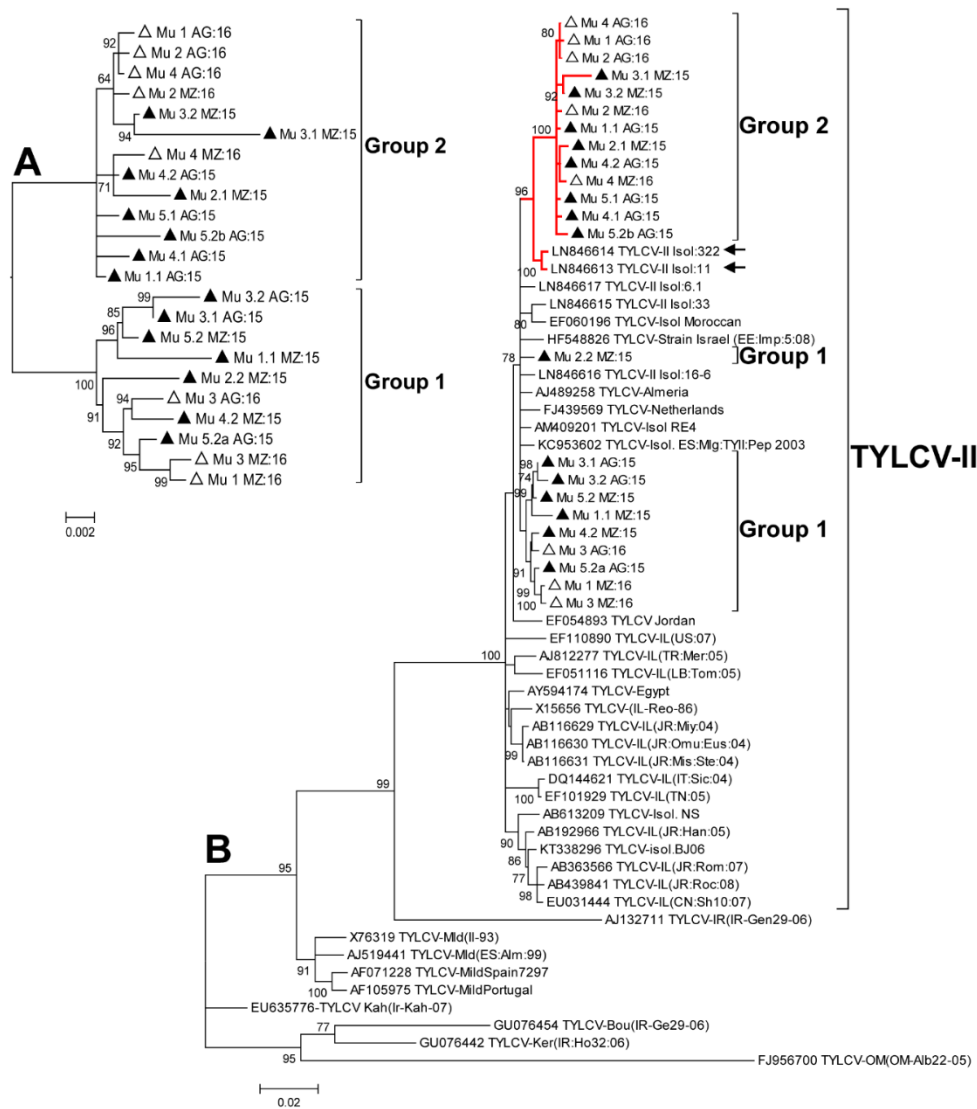 A
92
Mu 1 AG:16
Mu 2 AG:16
Mu 4 AG:16
64
Mu 2 MZ:16
Mu 3.2 MZ:15
94
Mu 3.1 MZ:15
Mu 4 MZ:16
Mu 4.2 AG:15
71
Mu 2.1 MZ:15
Mu 5.1 AG:15
Mu 5.2b AG:15
Mu 4.1 AG:15
Mu 1.1 AG:15
Group 2
99
Mu 3.2 AG:15
85
Mu 3.1 AG:15
96
Mu 5.2 MZ:15
Mu 1.1 MZ:15
100
Mu 2.2 MZ:15
91
94
Mu 3 AG:16
Mu 4.2 MZ:15
92
Mu 5.2a AG:15
95
Mu 3 MZ:16
99
Mu 1 MZ:16
Group 1
0.002
B
80
Mu 4 AG:16
Mu 1 AG:16
Mu 2 AG:16
Mu 3.1 MZ:15
92
Mu 3.2 MZ:15
Mu 2 MZ:16
100
Mu 1.1 AG:15
Mu 2.1 MZ:15
Mu 4.2 AG:15
Mu 4 MZ:16
96
Mu 5.1 AG:15
Mu 4.1 AG:15
Mu 5.2b AG:15
Group 2
LN846614 TYLCV-II Isol:322
100
LN846613 TYLCV-II Isol:11
LN846617 TYLCV-II Isol:6.1
LN846615 TYLCV-II Isol:33
80
EF060196 TYLCV-Isol Moroccan
HF548826 TYLCV-Strain Israel (EE:Imp:5:08)
78
Mu 2.2 MZ:15
Group 1
LN846616 TYLCV-II Isol:16-6
AJ489258 TYLCV-Almeria
FJ439569 TYLCV-Netherlands
AM409201 TYLCV-Isol RE4
KC953602 TYLCV-Isol. ES:Mlg:TYII:Pep 2003
TYLCV-II
98
Mu 3.1 AG:15
74
Mu 3.2 AG:15
99
Mu 5.2 MZ:15
Mu 1.1 MZ:15
Mu 4.2 MZ:15
Mu 3 AG:16
91
Mu 5.2a AG:15
99
Mu 1 MZ:16
100
Mu 3 MZ:16
Group 1
EF054893 TYLCV Jordan
EF110890 TYLCV-IL(US:07)
100
AJ812277 TYLCV-IL(TR:Mer:05)
EF051116 TYLCV-IL(LB:Tom:05)
AY594174 TYLCV-Egypt
X15656 TYLCV-(IL-Reo-86)
AB116629 TYLCV-IL(JR:Miy:04)
AB116630 TYLCV-IL(JR:Omu:Eus:04)
99
AB116631 TYLCV-IL(JR:Mis:Ste:04)
DQ144621 TYLCV-IL(IT:Sic:04)
100
EF101929 TYLCV-IL(TN:05)
AB613209 TYLCV-Isol. NS
90
AB192966 TYLCV-IL(JR:Han:05)
86
KT338296 TYLCV-isol.BJ06
77
AB363566 TYLCV-IL(JR:Rom:07)
AB439841 TYLCV-IL(JR:Roc:08)
98
EU031444 TYLCV-IL(CN:Sh10:07)
99
AJ132711 TYLCV-IR(IR-Gen29-06)
95
X76319 TYLCV-Mld(Il-93)
91
AJ519441 TYLCV-Mld(ES:Alm:99)
AF071228 TYLCV-MildSpain7297
100
AF105975 TYLCV-MildPortugal
EU635776-TYLCV Kah(Ir-Kah-07)
77
GU076454 TYLCV-Bou(IR-Ge29-06)
GU076442 TYLCV-Ker(IR:Ho32:06)
95
FJ956700 TYLCV-OM(OM-Alb22-05)
0.02